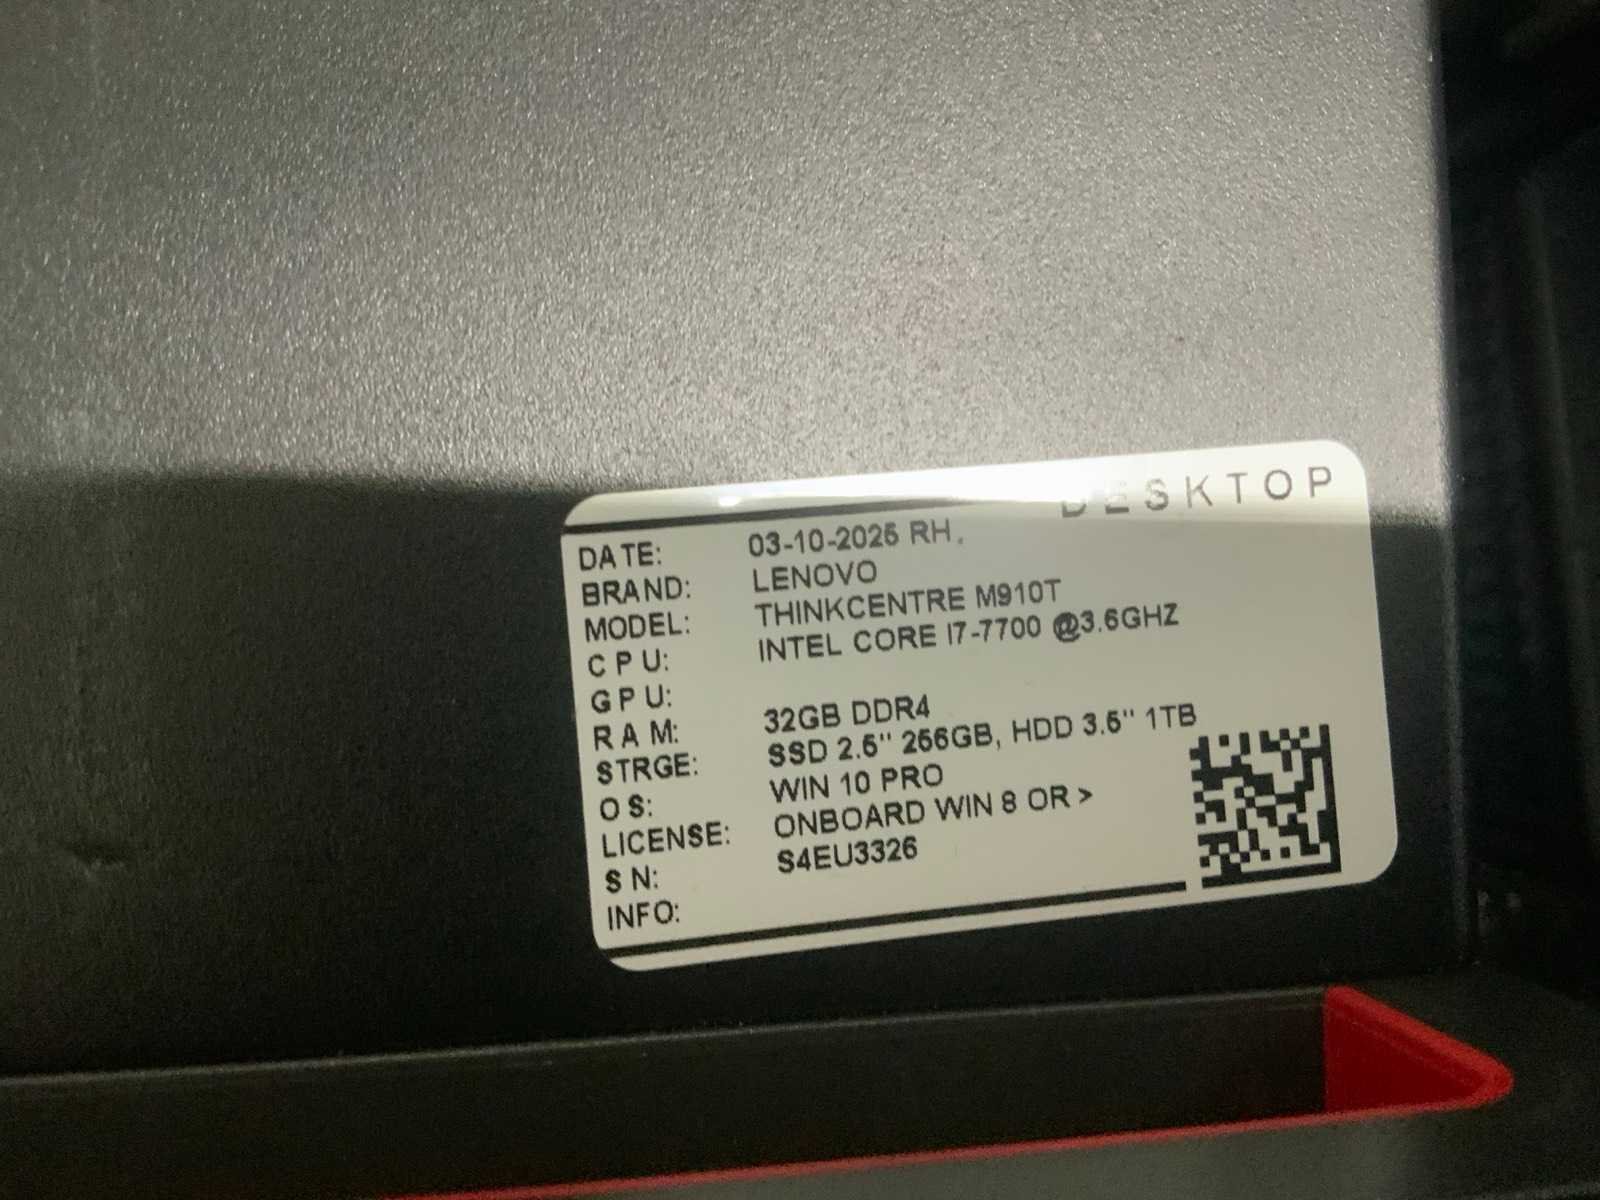 DESKTOP
DATE: 03-10-2025 RH.
BRAND: LENOVO
MODEL: THINKCENTRE M910T
CPU: INTEL CORE I7-7700 @3.6GHZ
GPU:
RAM: 32GB DDR4
STRGE: SSD 2.5" 256GB, HDD 3.5" 1TB
OS: WIN 10 PRO
LICENSE: ONBOARD WIN 8 OR >
SN: S4EU3326
INFO: